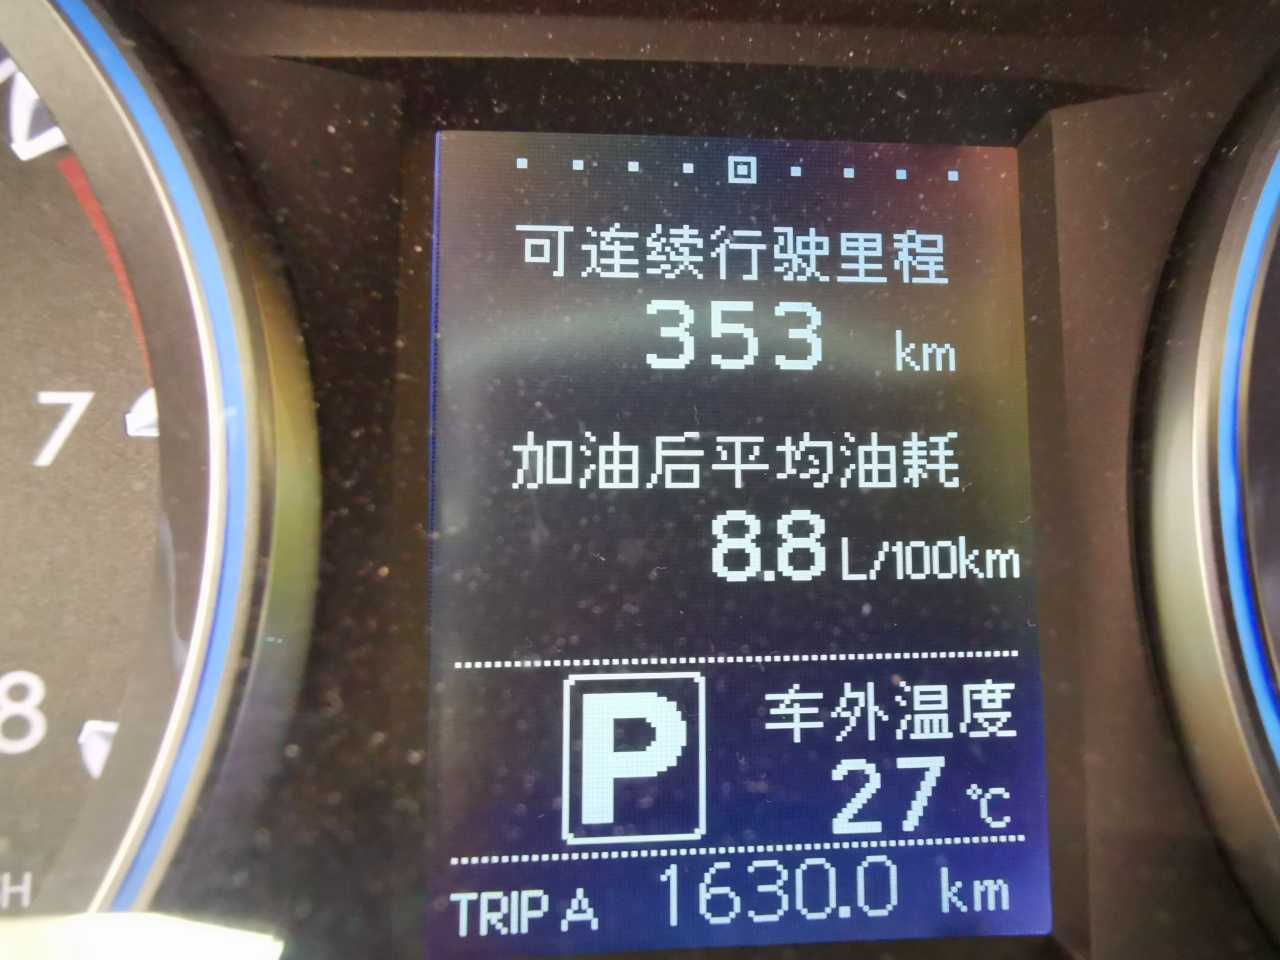 可连续行驶里程
353 km
加油后平均油耗
8.8 L/100km
P
车外温度
27 ℃
TRIP A 1630.0 km
7
8